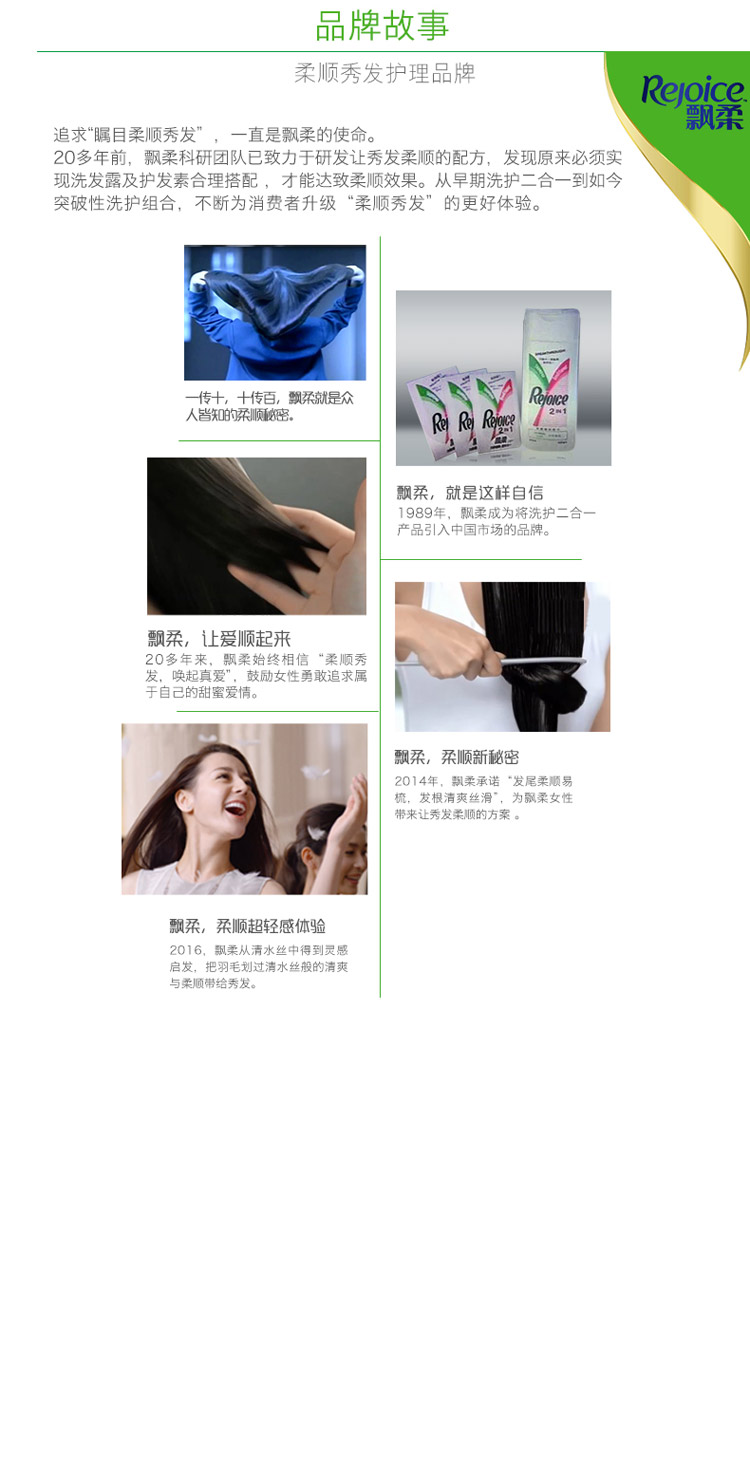 品牌故事
柔顺秀发护理品牌
Rejoice
飘柔
追求“瞩目柔顺秀发”，一直是飘柔的使命。
20多年前，飘柔科研团队已致力于研发让秀发柔顺的配方，发现原来必须实
现洗发露及护发素合理搭配，才能达致柔顺效果。从早期洗护二合一到如今
突破性洗护组合，不断为消费者升级“柔顺秀发”的更好体验。
一传十，十传百，飘柔就是众
人皆知的柔顺秘密。
Rejoice
2 IN 1
Rejoice
2 IN 1
飘柔，就是这样自信
1989年，飘柔成为将洗护二合一
产品引入中国市场的品牌。
飘柔，让爱顺起来
20多年来，飘柔始终相信“柔顺秀
发，唤起真爱”，鼓励女性勇敢追求属
于自己的甜蜜爱情。
飘柔，柔顺新秘密
2014年，飘柔承诺“发尾柔顺易
梳，发根清爽丝滑”，为飘柔女性
带来让秀发柔顺的方案。
飘柔，柔顺超轻感体验
2016，飘柔从清水丝中得到灵感
启发，把羽毛划过清水丝般的清爽
与柔顺带给秀发。